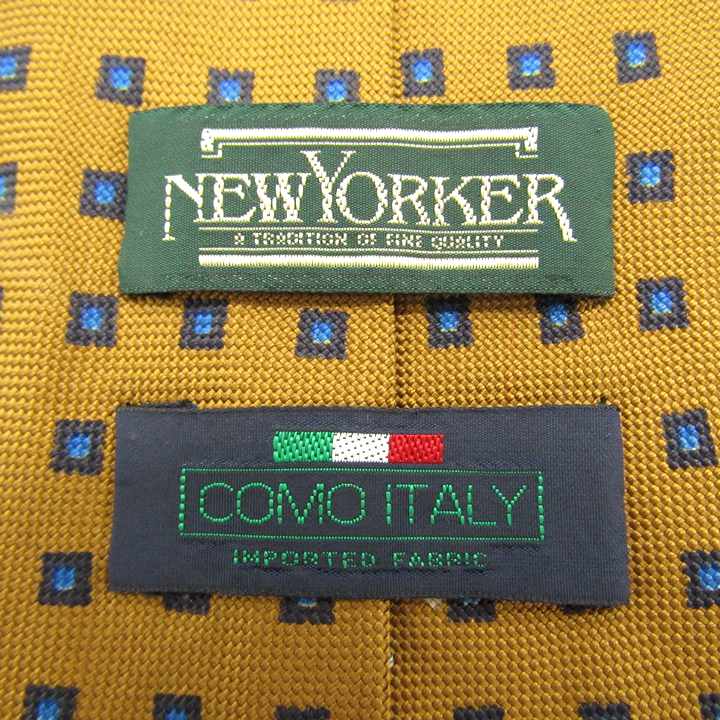 NEWYORKER
A TRADITION OF FINE QUALITY
COMO ITALY
IMPORTED FABRIC